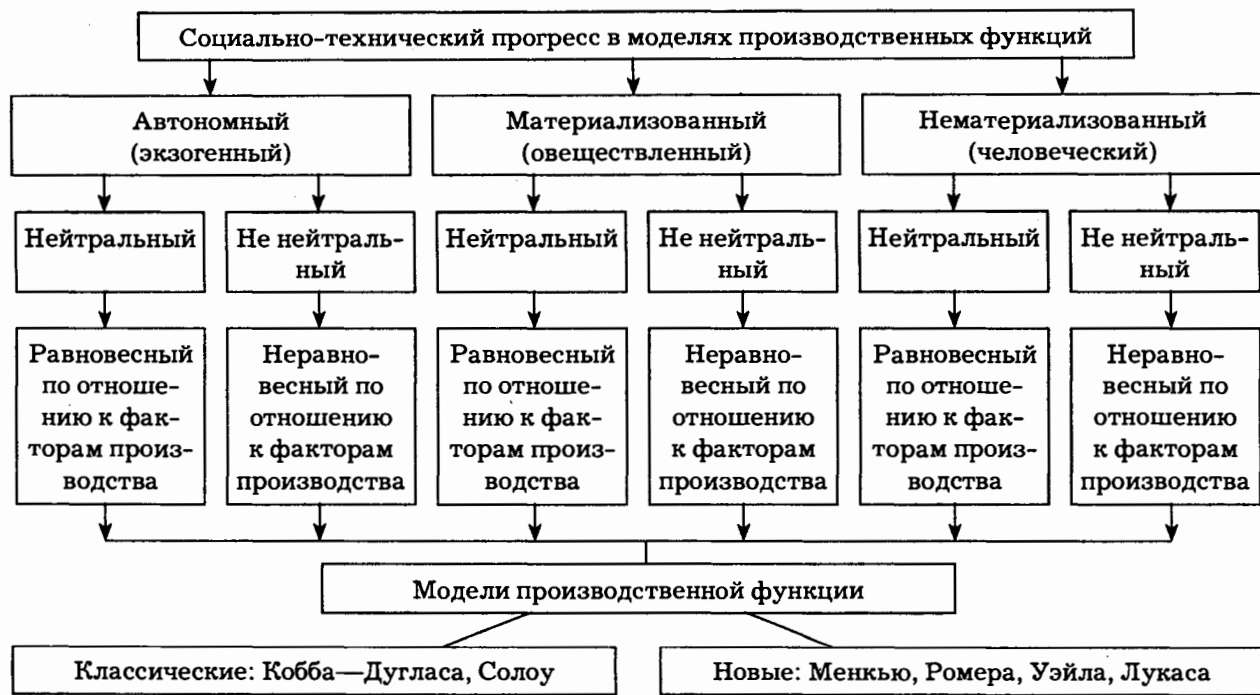 Социально-технический прогресс в моделях производственных функций
Автономный
(экзогенный)
Материализованный
(овеществленный)
Нематериализованный
(человеческий)
Нейтральный
Не нейтраль-
ный
Нейтральный
Не нейтраль-
ный
Нейтральный
Не нейтраль-
ный
Равновесный
по отноше-
нию к фак-
торам произ-
водства
Неравно-
весный по
отношению
к факторам
производства
Равновесный
по отноше-
нию к фак-
торам произ-
водства
Неравно-
весный по
отношению
к факторам
производства
Равновесный
по отноше-
нию к фак-
торам произ-
водства
Неравно-
весный по
отношению
к факторам
производства
Модели производственной функции
Классические: Кобба—Дугласа, Солоу
Новые: Менкью, Ромера, Уэйла, Лукаса